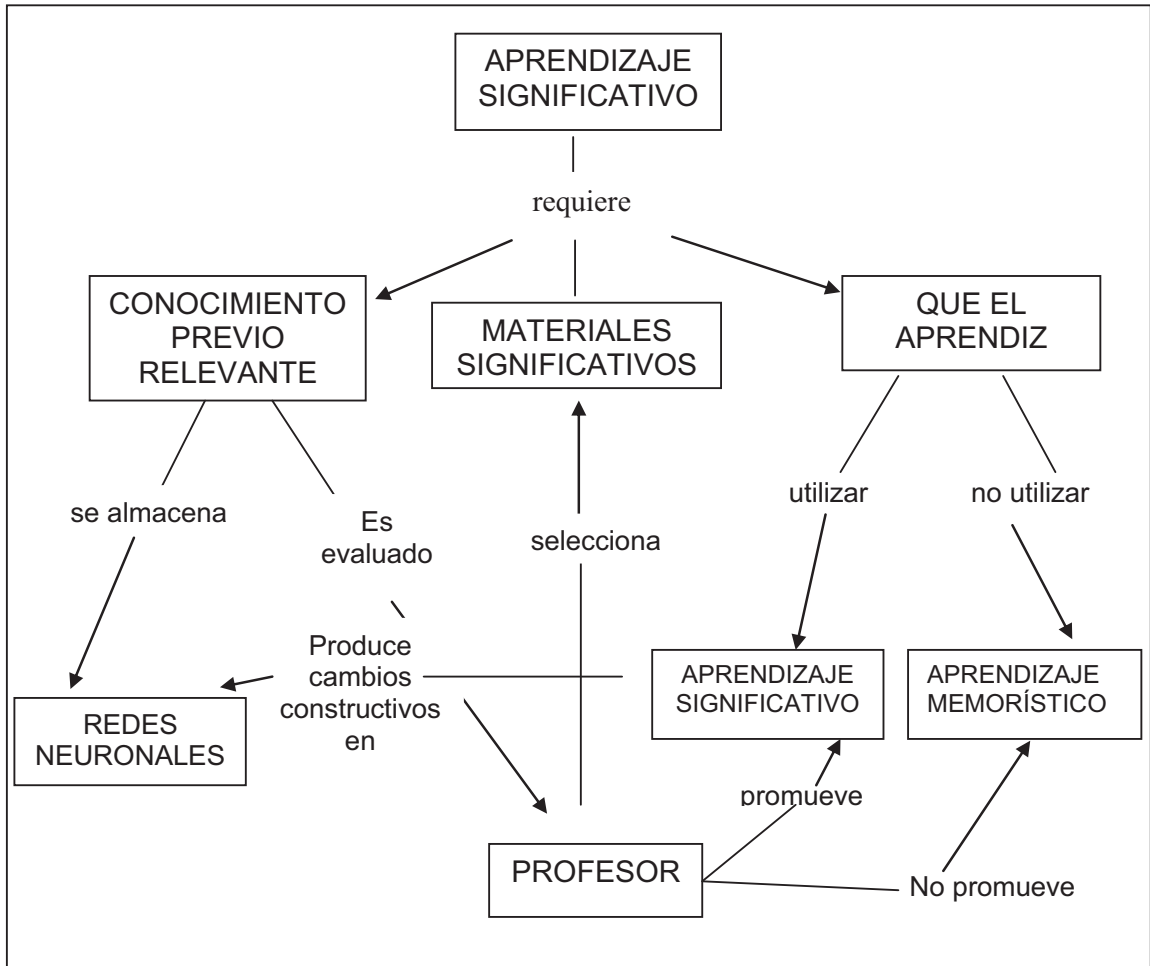 APRENDIZAJE
SIGNIFICATIVO
requiere
CONOCIMIENTO
PREVIO
RELEVANTE
MATERIALES
SIGNIFICATIVOS
QUE EL
APRENDIZ
se almacena
Es
evaluado
selecciona
utilizar
no utilizar
Produce
cambios
constructivos
en
REDES
NEURONALES
APRENDIZAJE
SIGNIFICATIVO
APRENDIZAJE
MEMORÍSTICO
promueve
PROFESOR
No promueve